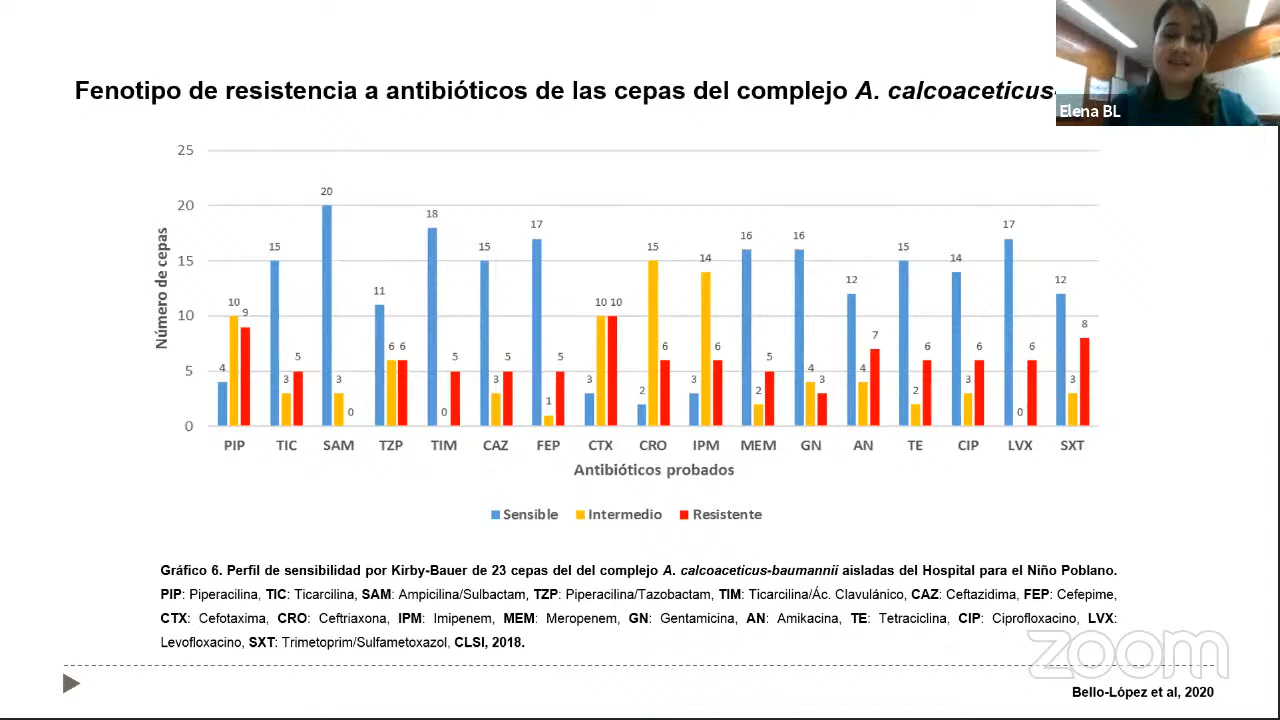 Fenotipo de resistencia a antibióticos de las cepas del complejo A. calcoaceticus-
Elena BL
25
20
15
10
5
0
Número de cepas
4 10 9
15 3 5
20 3 0
11 6 6
18 0 5
15 3 5
17 1 5
3 10 10
2 15 6
3 14 6
16 2 5
16 4 3
12 4 7
15 2 6
14 3 6
17 0 6
12 3 8
PIP TIC SAM TZP TIM CAZ FEP CTX CRO IPM MEM GN AN TE CIP LVX SXT
Antibióticos probados
Sensible Intermedio Resistente
Gráfico 6. Perfil de sensibilidad por Kirby-Bauer de 23 cepas del del complejo A. calcoaceticus-baumannii aisladas del Hospital para el Niño Poblano.
PIP: Piperacilina, TIC: Ticarcilina, SAM: Ampicilina/Sulbactam, TZP: Piperacilina/Tazobactam, TIM: Ticarcilina/Ác. Clavulánico, CAZ: Ceftazidima, FEP: Cefepime,
CTX: Cefotaxima, CRO: Ceftriaxona, IPM: Imipenem, MEM: Meropenem, GN: Gentamicina, AN: Amikacina, TE: Tetraciclina, CIP: Ciprofloxacino, LVX:
Levofloxacino, SXT: Trimetoprim/Sulfametoxazol, CLSI, 2018.
zoom
Bello-López et al, 2020